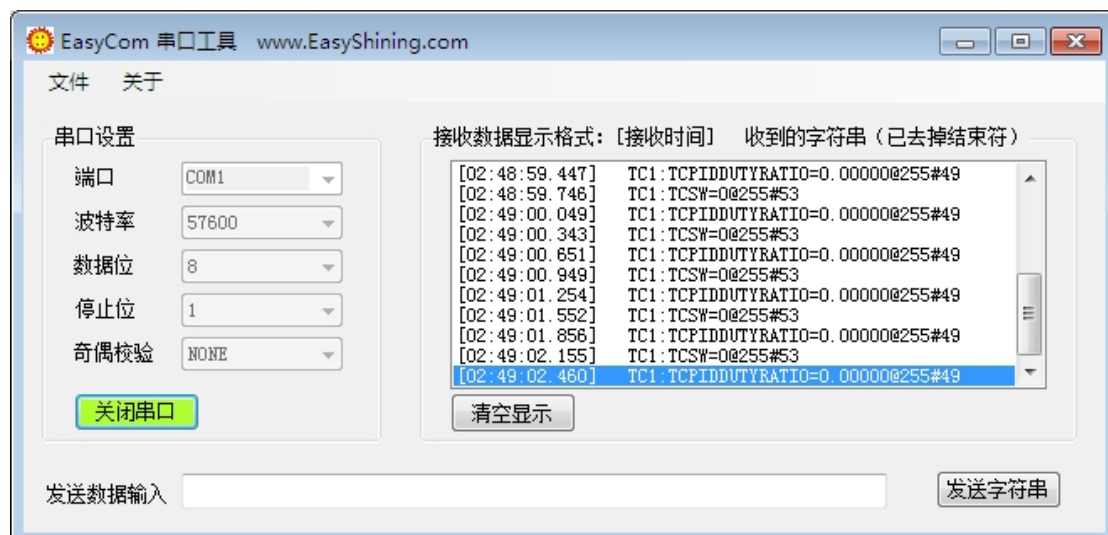 EasyCom 串口工具 www.EasyShining.com
文件 关于
串口设置
端口 COM1
波特率 57600
数据位 8
停止位 1
奇偶校验 NONE
关闭串口
接收数据显示格式：[接收时间] 收到的字符串（已去掉结束符）
[02:48:59.447] TC1:TCPIDDUTYRATIO=0.00000@255#49
[02:48:59.746] TC1:TCSW=0@255#53
[02:49:00.049] TC1:TCPIDDUTYRATIO=0.00000@255#49
[02:49:00.343] TC1:TCSW=0@255#53
[02:49:00.651] TC1:TCPIDDUTYRATIO=0.00000@255#49
[02:49:00.949] TC1:TCSW=0@255#53
[02:49:01.254] TC1:TCPIDDUTYRATIO=0.00000@255#49
[02:49:01.552] TC1:TCSW=0@255#53
[02:49:01.856] TC1:TCPIDDUTYRATIO=0.00000@255#49
[02:49:02.155] TC1:TCSW=0@255#53
[02:49:02.460] TC1:TCPIDDUTYRATIO=0.00000@255#49
清空显示
发送数据输入
发送字符串